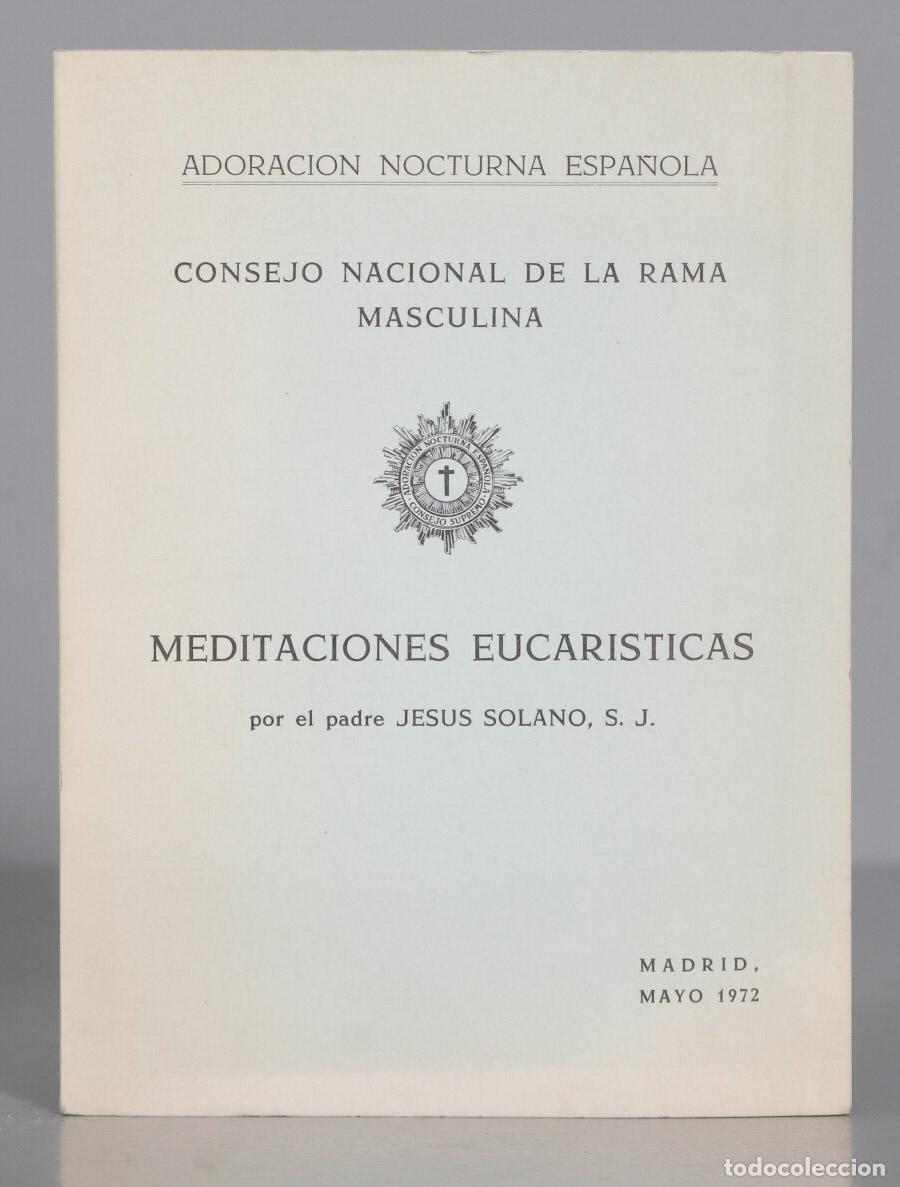 ADORACION NOCTURNA ESPAÑOLA
CONSEJO NACIONAL DE LA RAMA
MASCULINA
ADORACION NOCTURNA ESPAÑOLA
· CONSEJO SUPREMO ·
MEDITACIONES EUCARISTICAS
por el padre JESUS SOLANO, S. J.
MADRID,
MAYO 1972
todocoleccion